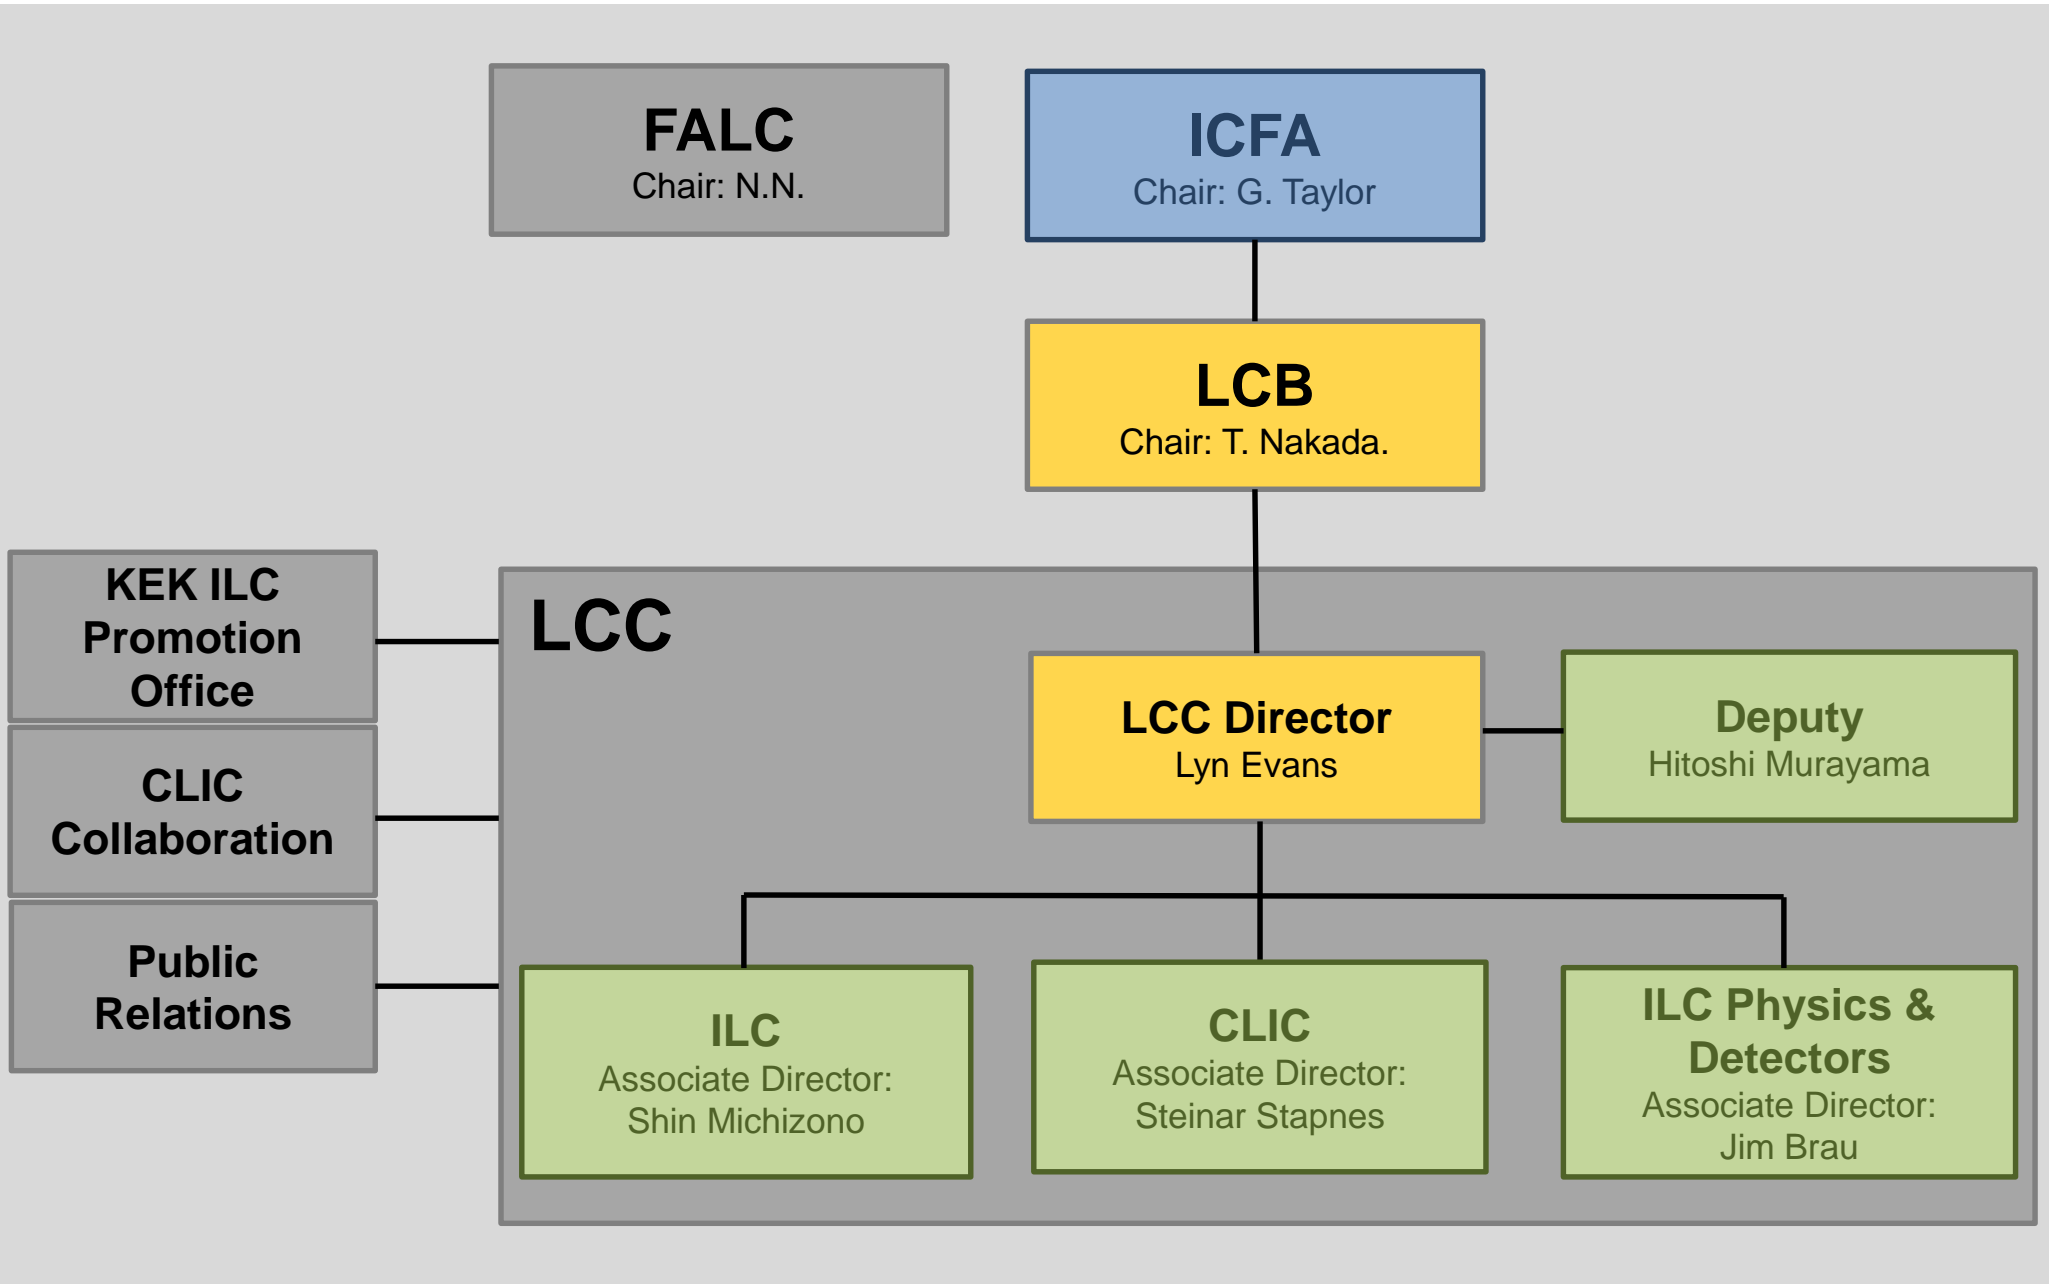 FALC
Chair: N.N.
ICFA
Chair: G. Taylor
LCB
Chair: T. Nakada.
KEK ILC
Promotion
Office
CLIC
Collaboration
Public
Relations
LCC
LCC Director
Lyn Evans
Deputy
Hitoshi Murayama
ILC
Associate Director:
Shin Michizono
CLIC
Associate Director:
Steinar Stapnes
ILC Physics &
Detectors
Associate Director:
Jim Brau